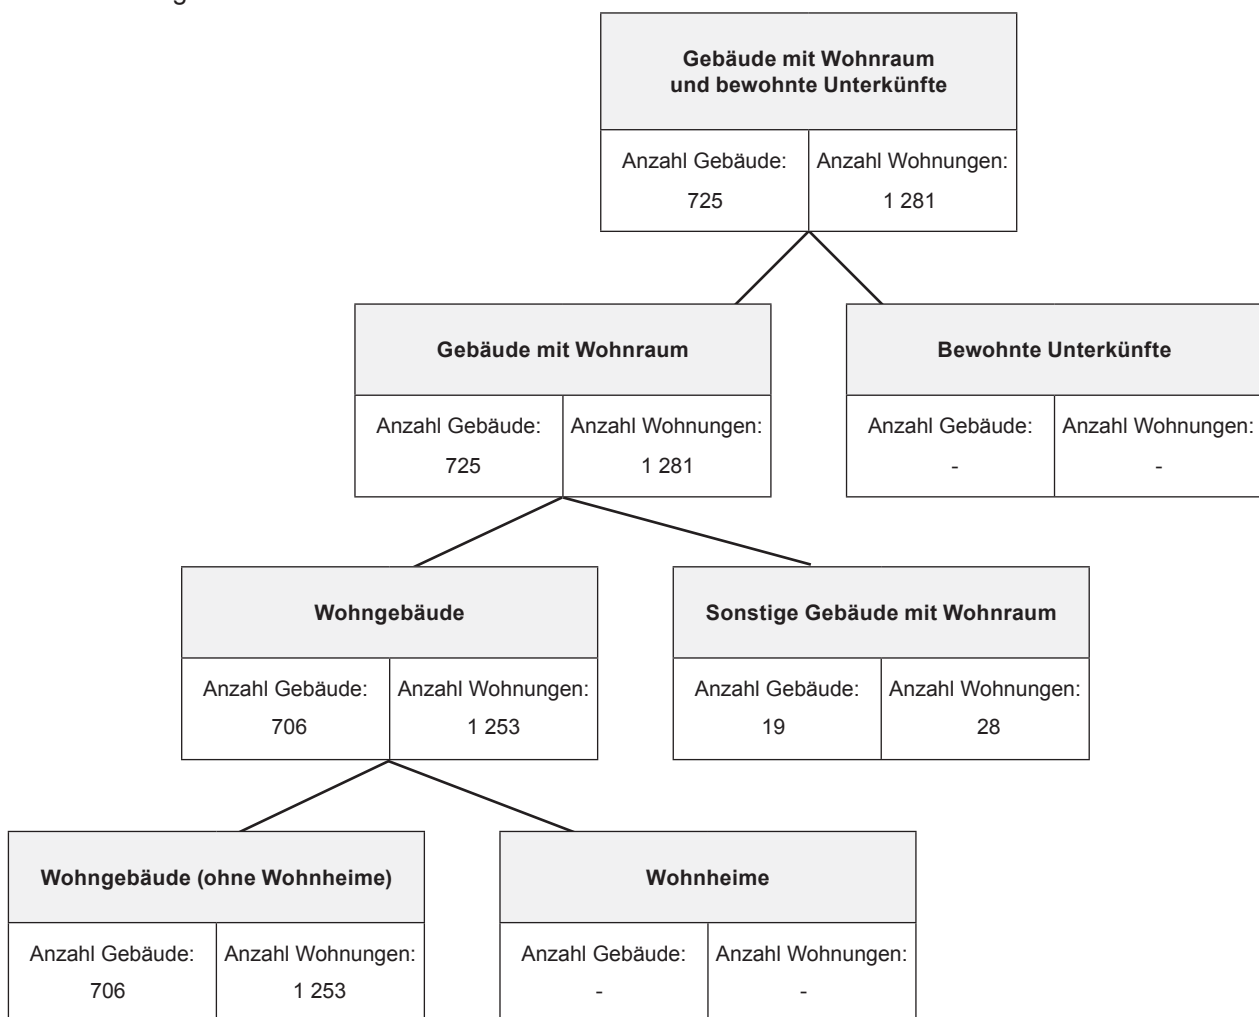 Gebäude mit Wohnraum
und bewohnte Unterkünfte
Anzahl Gebäude: Anzahl Wohnungen:
725 1 281
Gebäude mit Wohnraum
Bewohnte Unterkünfte
Anzahl Gebäude: Anzahl Wohnungen:
725 1 281
Anzahl Gebäude: Anzahl Wohnungen:
- -
Wohngebäude
Sonstige Gebäude mit Wohnraum
Anzahl Gebäude: Anzahl Wohnungen:
706 1 253
Anzahl Gebäude: Anzahl Wohnungen:
19 28
Wohngebäude (ohne Wohnheime)
Wohnheime
Anzahl Gebäude: Anzahl Wohnungen:
706 1 253
Anzahl Gebäude: Anzahl Wohnungen:
- -